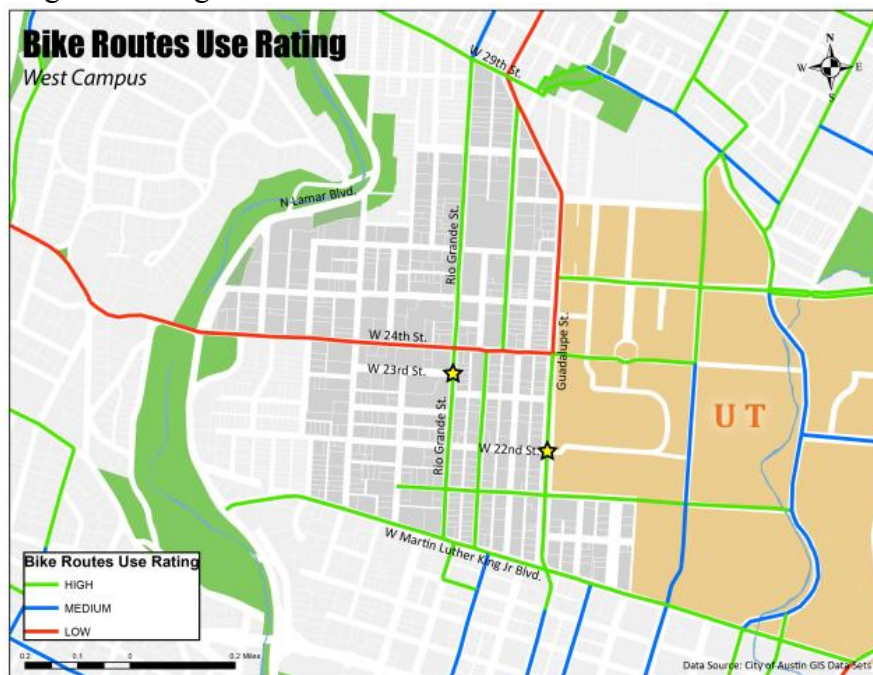 Bike Routes Use Rating
West Campus
W 29th St.
N
W E
S
N Lamar Blvd.
Rio Grande St.
W 24th St.
Guadalupe St.
W 23rd St.
UT
Rio Grande St.
W 22nd St.
W Martin Luther King Jr Blvd.
Bike Routes Use Rating
HIGH
MEDIUM
LOW
0.2 0.1 0 0.2 Miles
Data Source: City of Austin GIS Data Sets